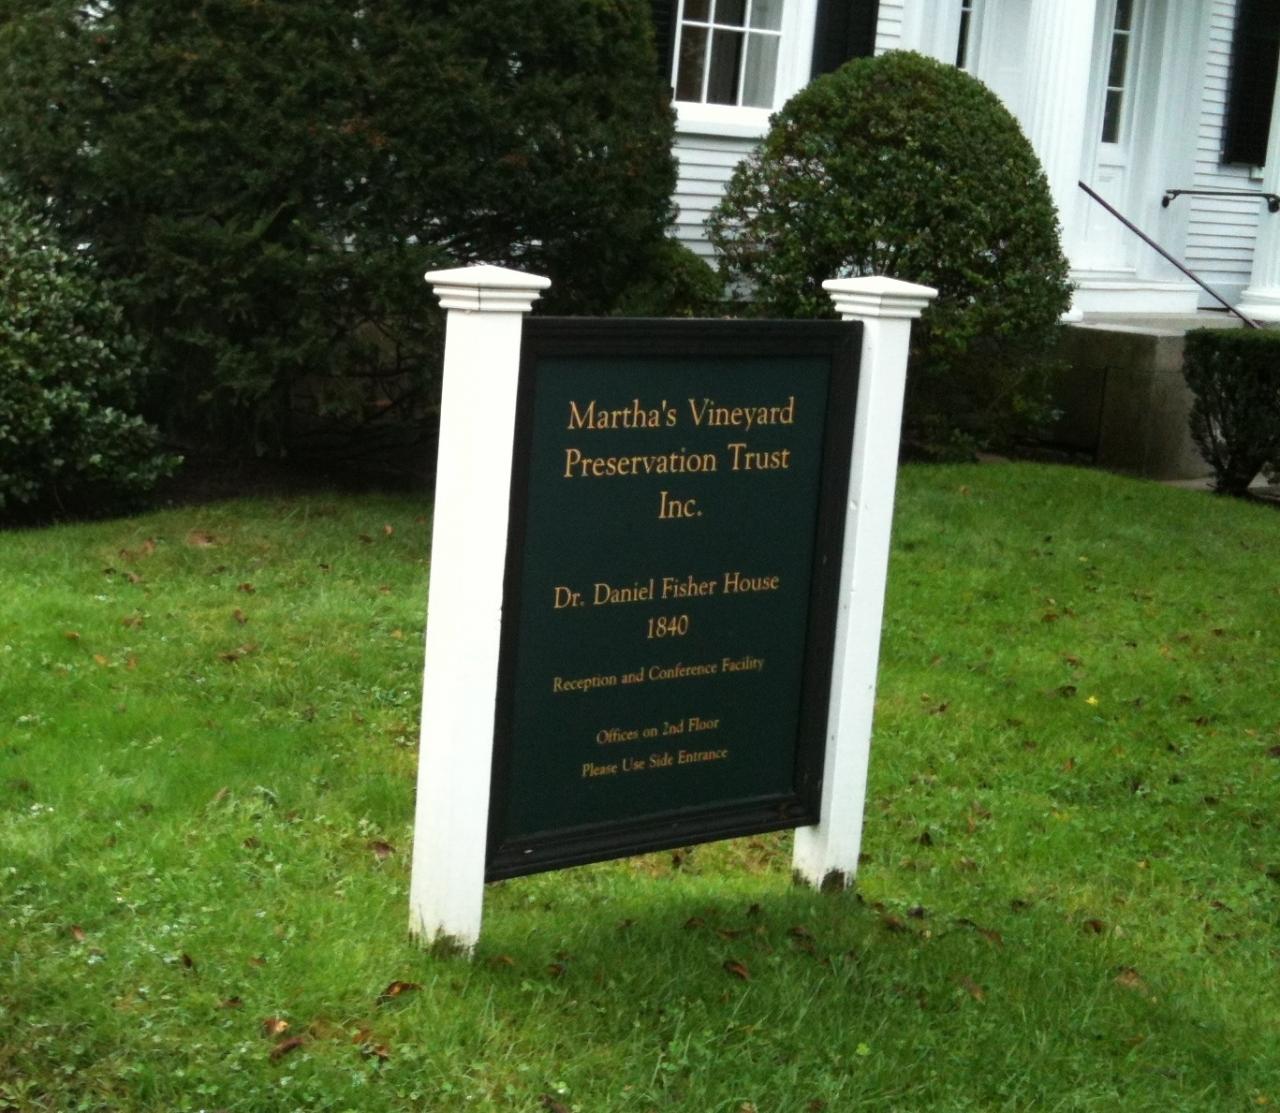 Martha's Vineyard
Preservation Trust
Inc.
Dr. Daniel Fisher House
1840
Reception and Conference Facility
Offices on 2nd Floor
Please Use Side Entrance